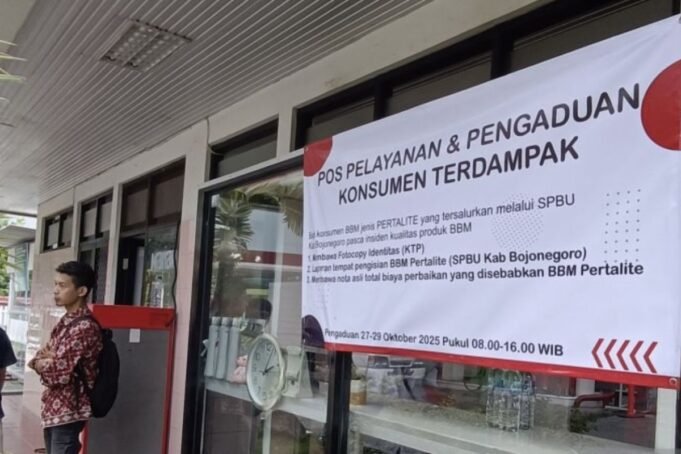 POS PELAYANAN & PENGADUAN
KONSUMEN TERDAMPAK
konsumen BBM jenis PERTALITE yang tersalurkan melalui SPBU
Kab Bojonegoro pasca insiden kualitas produk BBM
1. Membawa Fotocopy Identitas (KTP)
2. Laporan tempat pengisian BBM Pertalite (SPBU Kab Bojonegoro)
3. Membawa nota asli total biaya perbaikan yang disebabkan BBM Pertalite
Pengaduan 27-29 Oktober 2025 Pukul 08.00-16.00 WIB